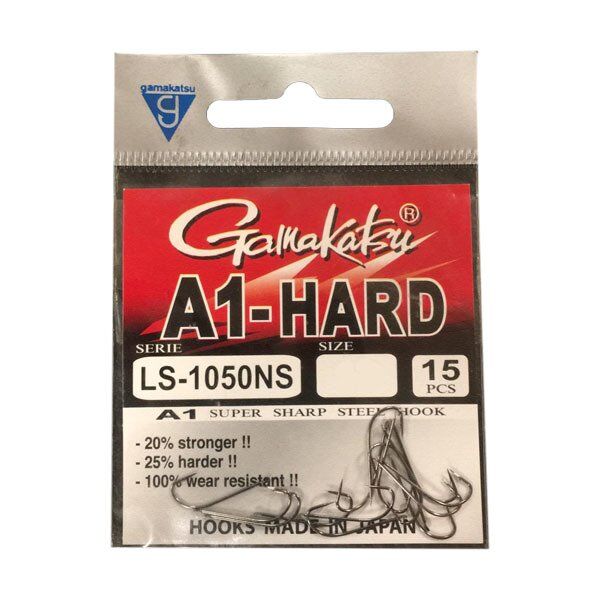 gamakatsu
g
Gamakatsu®
A1-HARD
SERIE SIZE
LS-1050NS 15
PCS
A1 SUPER SHARP STEEL HOOK
- 20% stronger !!
- 25% harder !!
- 100% wear resistant !!
HOOKS MADE IN JAPAN